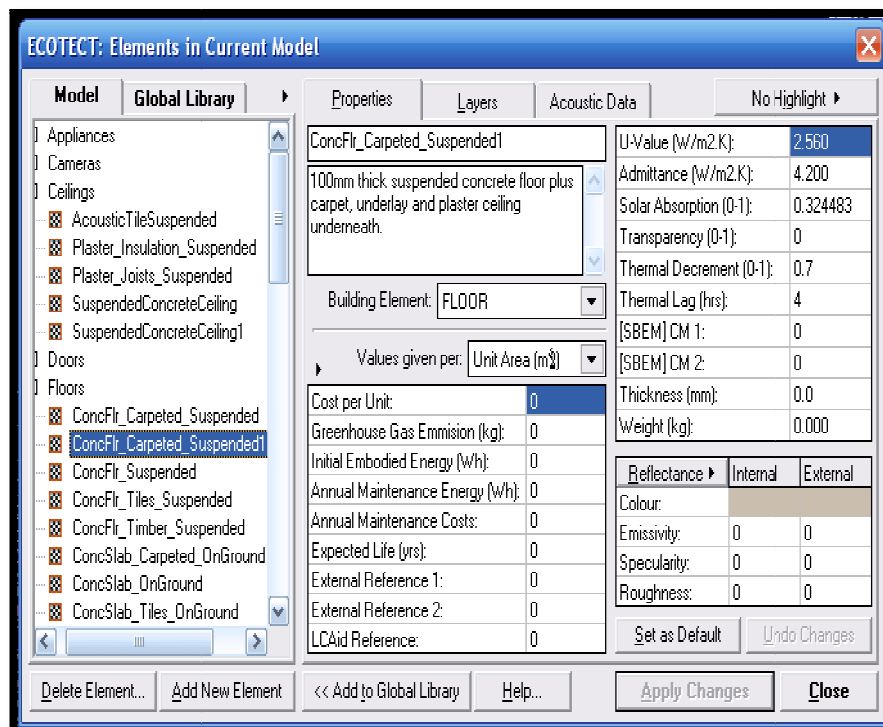 ECOTECT: Elements in Current Model
Model
Global Library
Appliances
Cameras
Ceilings
AcousticTileSuspended
Plaster_Insulation_Suspended
Plaster_Joists_Suspended
SuspendedConcreteCeiling
SuspendedConcreteCeiling1
Doors
Floors
ConcFlr_Carpeted_Suspended
ConcFlr_Carpeted_Suspended1
ConcFlr_Suspended
ConcFlr_Tiles_Suspended
ConcFlr_Timber_Suspended
ConcSlab_Carpeted_OnGround
ConcSlab_OnGround
ConcSlab_Tiles_OnGround
Properties
Layers
Acoustic Data
No Highlight
ConcFlr_Carpeted_Suspended1
100mm thick suspended concrete floor plus
carpet, underlay and plaster ceiling
underneath.
Building Element: FLOOR
Values given per: Unit Area (m²)
Cost per Unit: 0
Greenhouse Gas Emmision (kg): 0
Initial Embodied Energy (Wh): 0
Annual Maintenance Energy (Wh): 0
Annual Maintenance Costs: 0
Expected Life (yrs): 0
External Reference 1: 0
External Reference 2: 0
LCAid Reference: 0
U-Value (W/m2.K): 2.560
Admittance (W/m2.K): 4.200
Solar Absorption (0-1): 0.324483
Transparency (0-1): 0
Thermal Decrement (0-1): 0.7
Thermal Lag (hrs): 4
[SBEM] CM 1: 0
[SBEM] CM 2: 0
Thickness (mm): 0.0
Weight (kg): 0.000
Reflectance Internal External
Colour:
Emissivity: 0 0
Specularity: 0 0
Roughness: 0 0
Set as Default
Undo Changes
Delete Element...
Add New Element
<< Add to Global Library
Help...
Apply Changes
Close